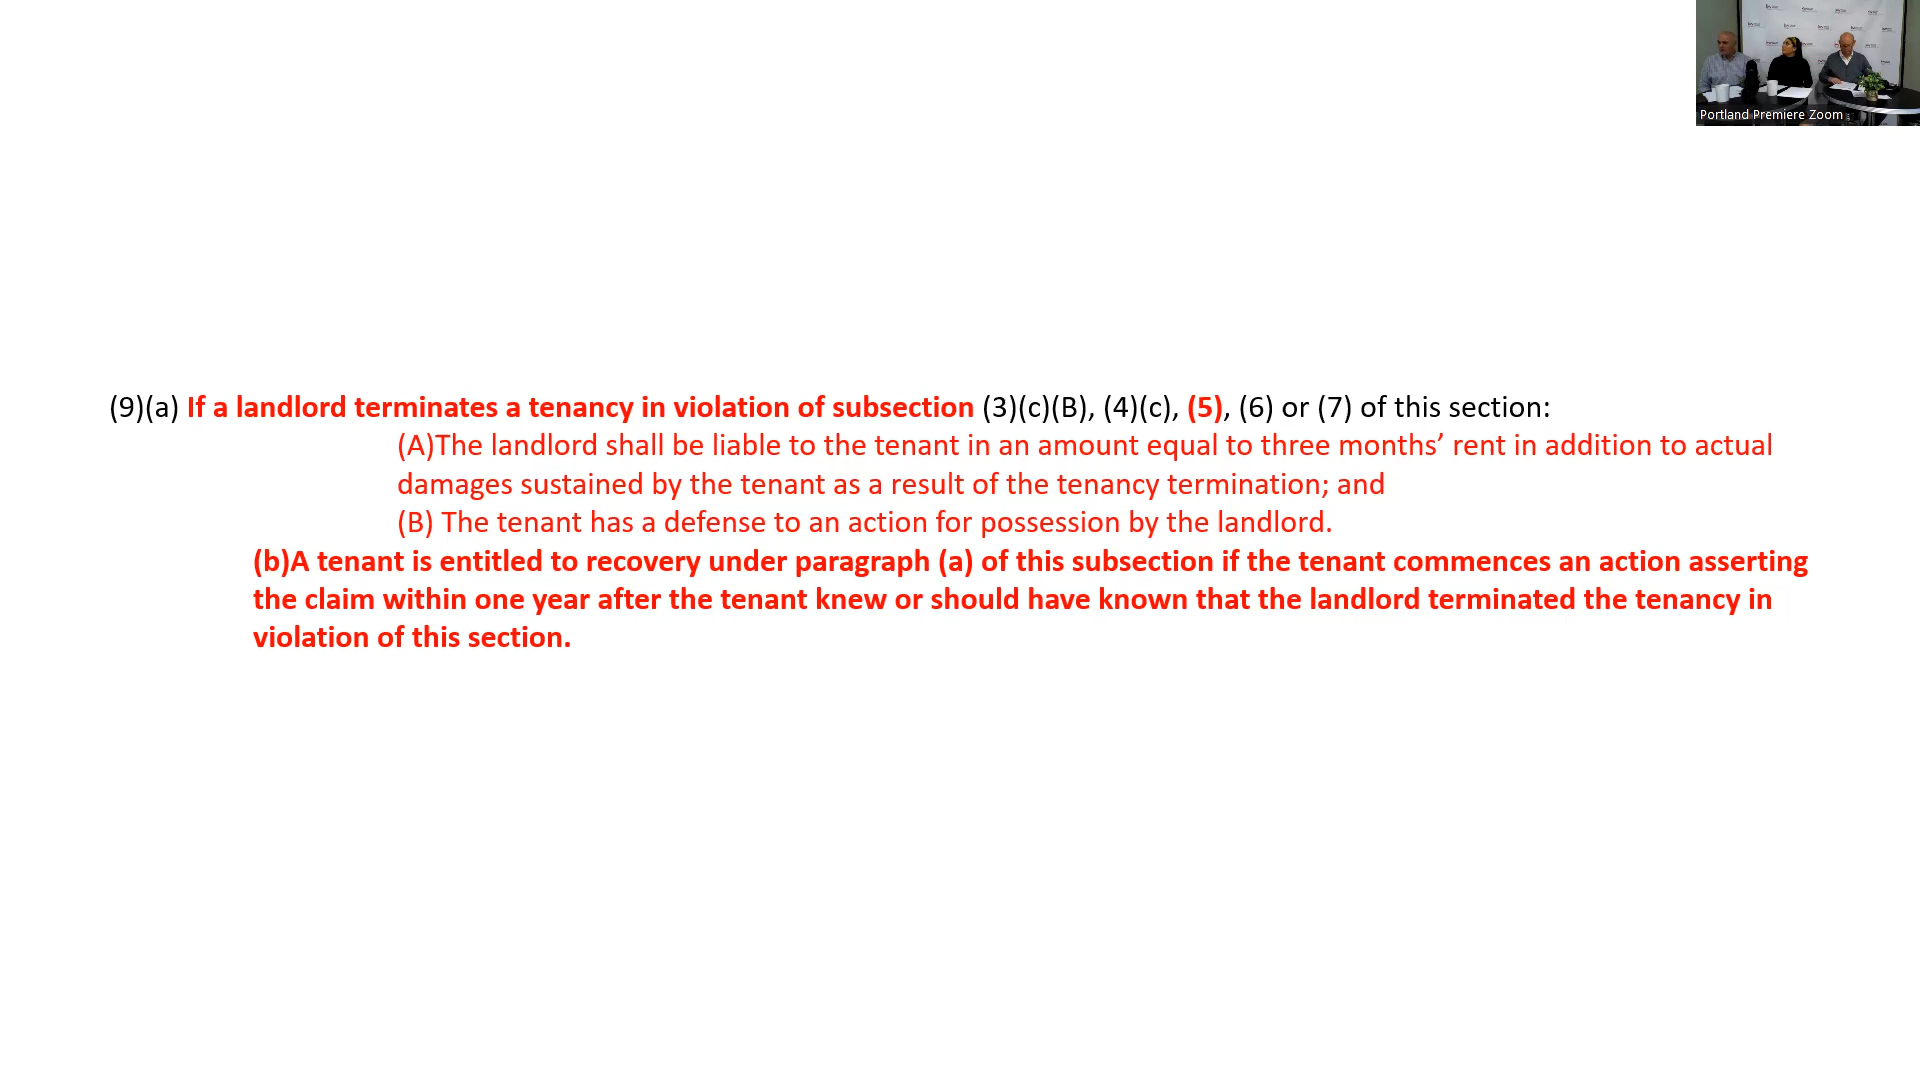 Portland Premiere Zoom
(9)(a) If a landlord terminates a tenancy in violation of subsection (3)(c)(B), (4)(c), (5), (6) or (7) of this section:
(A)The landlord shall be liable to the tenant in an amount equal to three months’ rent in addition to actual
damages sustained by the tenant as a result of the tenancy termination; and
(B) The tenant has a defense to an action for possession by the landlord.
(b)A tenant is entitled to recovery under paragraph (a) of this subsection if the tenant commences an action asserting
the claim within one year after the tenant knew or should have known that the landlord terminated the tenancy in
violation of this section.